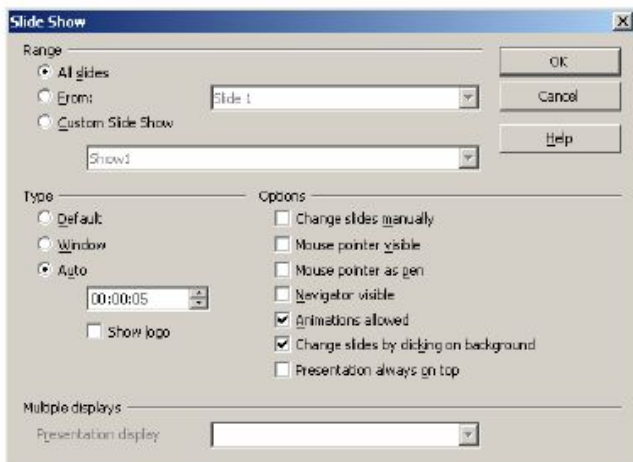 Slide Show
Range
All slides
From:
Slide 1
Custom Slide Show
Show1
OK
Cancel
Help
Type
Default
Window
Auto
00:00:05
Show logo
Options
Change slides manually
Mouse pointer visible
Mouse pointer as pen
Navigator visible
Animations allowed
Change slides by clicking on background
Presentation always on top
Multiple displays
Presentation display